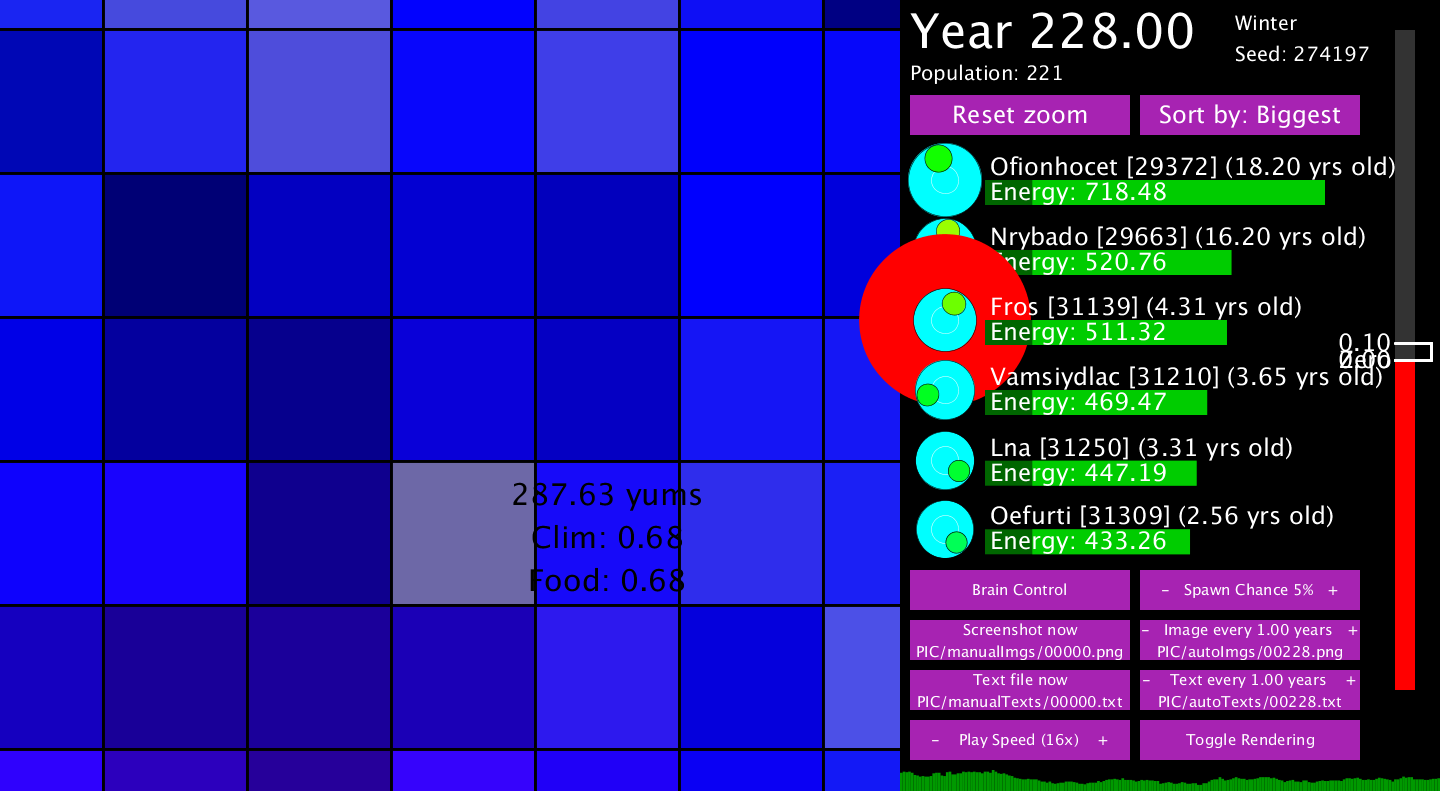 Year 228.00
Winter
Seed: 274197
Population: 221
Reset zoom
Sort by: Biggest
Ofionhocet [29372] (18.20 yrs old)
Energy: 718.48
Nrybado [29663] (16.20 yrs old)
Energy: 520.76
Fros [31139] (4.31 yrs old)
Energy: 511.32
0.10
Vamsiydlac [31210] (3.65 yrs old)
Energy: 469.47
Lna [31250] (3.31 yrs old)
Energy: 447.19
Oefurti [31309] (2.56 yrs old)
Energy: 433.26
287.63 yums
Clim: 0.68
Food: 0.68
Brain Control
- Spawn Chance 5% +
Screenshot now
PIC/manualImgs/00000.png
- Image every 1.00 years +
PIC/autoImgs/00228.png
Text file now
PIC/manualTexts/00000.txt
- Text every 1.00 years +
PIC/autoTexts/00228.txt
- Play Speed (16x) +
Toggle Rendering